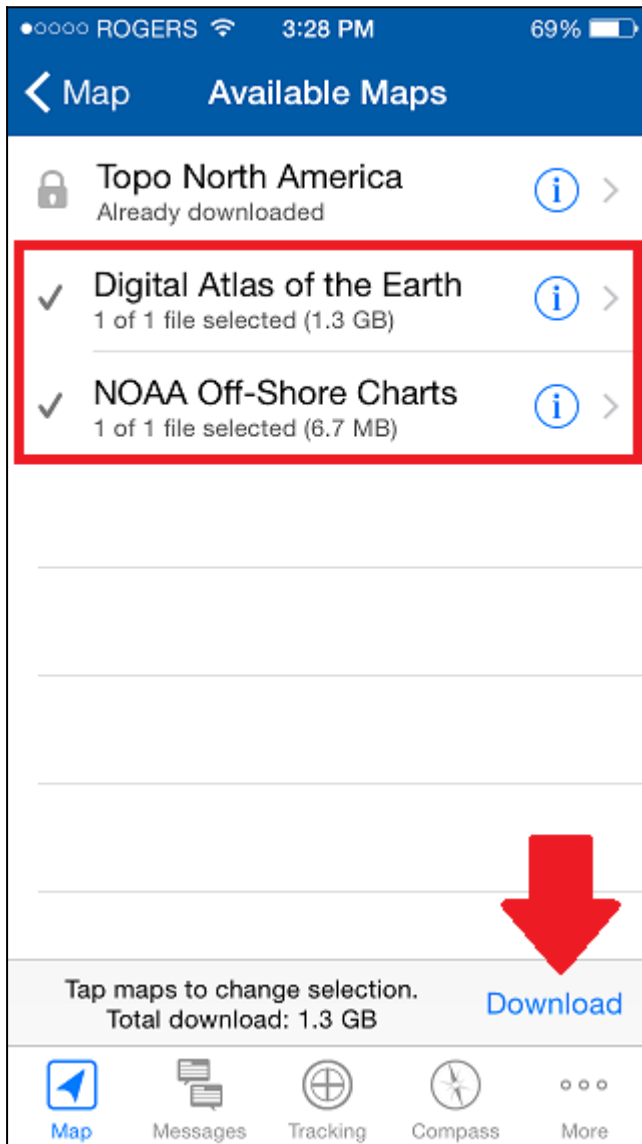 ROGERS 3:28 PM 69%
Map Available Maps
Topo North America
Already downloaded
Digital Atlas of the Earth
1 of 1 file selected (1.3 GB)
NOAA Off-Shore Charts
1 of 1 file selected (6.7 MB)
Tap maps to change selection.
Total download: 1.3 GB
Download
Map Messages Tracking Compass More